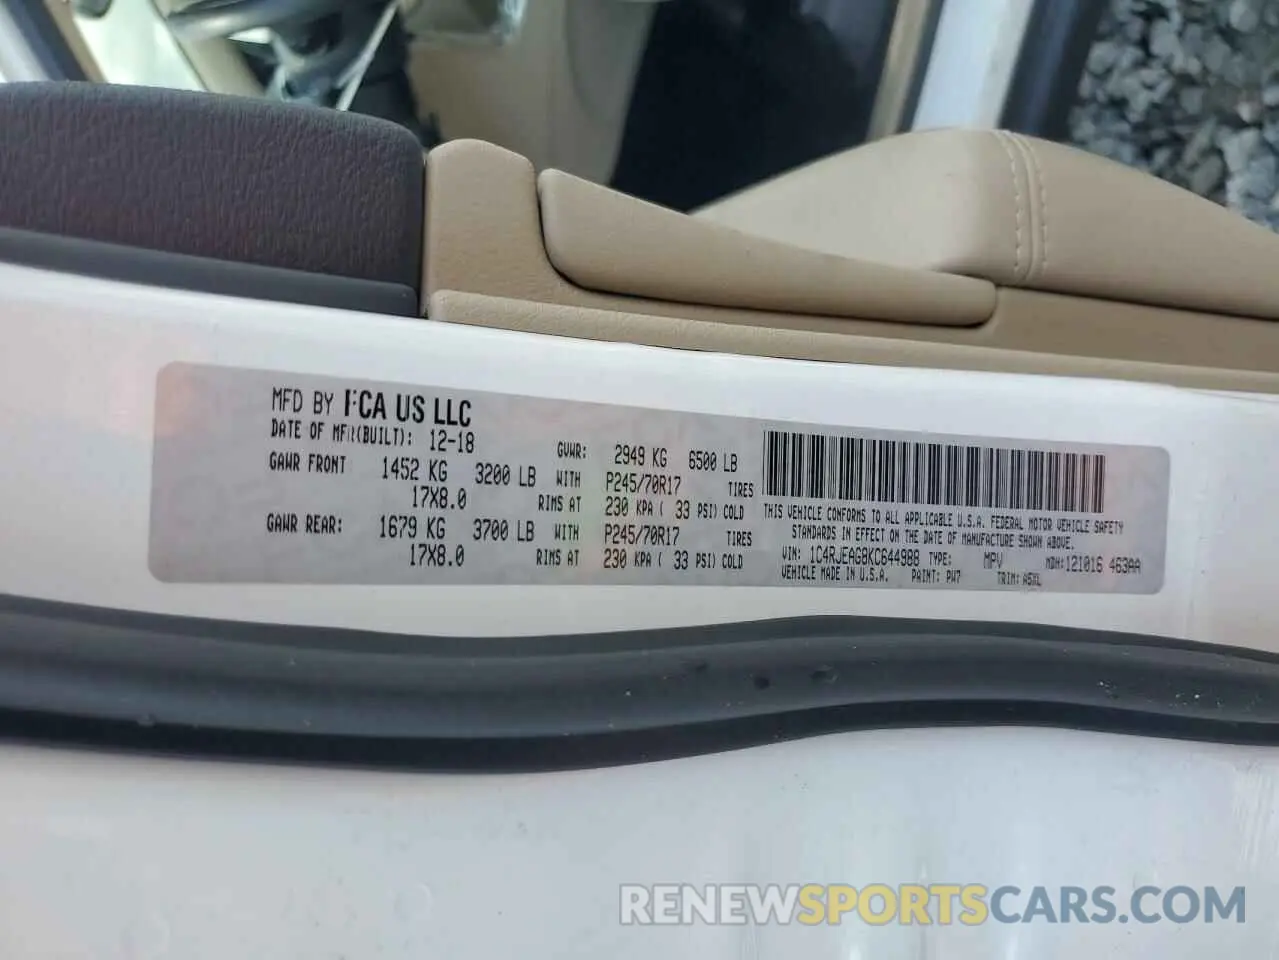 MFD BY FCA US LLC
DATE OF MFR(BUILT): 12-18 GVWR: 2949 KG 6500 LB
GAWR FRONT 1452 KG 3200 LB WITH P245/70R17 TIRES
17X8.0 RIMS AT 230 KPA ( 33 PSI) COLD
GAWR REAR: 1679 KG 3700 LB WITH P245/70R17 TIRES
17X8.0 RIMS AT 230 KPA ( 33 PSI) COLD
THIS VEHICLE CONFORMS TO ALL APPLICABLE U.S.A. FEDERAL MOTOR VEHICLE SAFETY
STANDARDS IN EFFECT ON THE DATE OF MANUFACTURE SHOWN ABOVE.
VIN: 1C4RJEAG8KC644988 TYPE: MPV MDH:121016 463AA
VEHICLE MADE IN U.S.A. PAINT: PW7 TRIM:
RENEWSPORTSCARS.COM